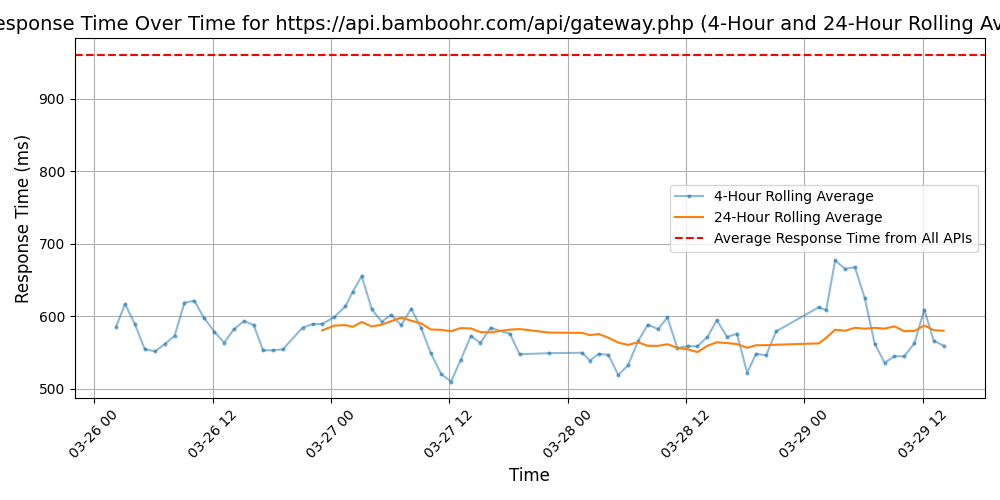 esponse Time Over Time for https://api.bamboohr.com/api/gateway.php (4-Hour and 24-Hour Rolling Av
Response Time (ms)
900
800
700
600
500
4-Hour Rolling Average
24-Hour Rolling Average
Average Response Time from All APIs
03-26 00
03-26 12
03-27 00
03-27 12
03-28 00
03-28 12
03-29 00
03-29 12
Time